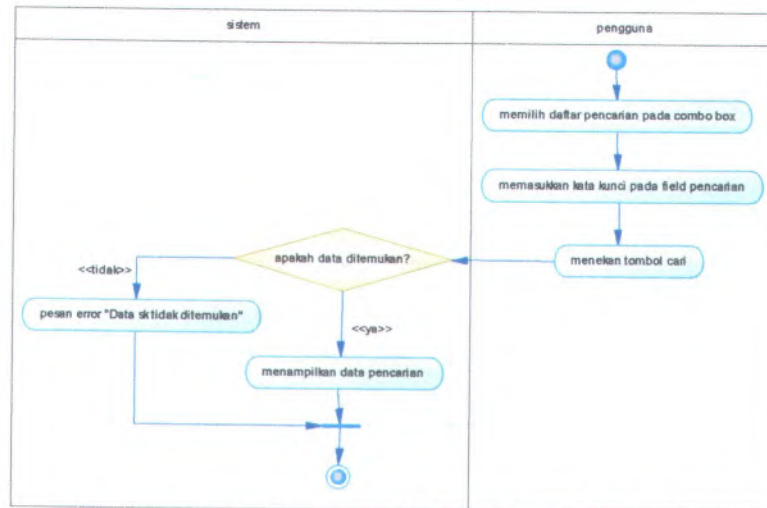 sistem
pengguna
memilih daftar pencarian pada combo box
memasukkan kata kunci pada field pencarian
menekan tombol cari
apakah data ditemukan?
<<tidak>>
pesan error "Data sk tidak ditemukan"
<<ya>>
menampilkan data pencarian